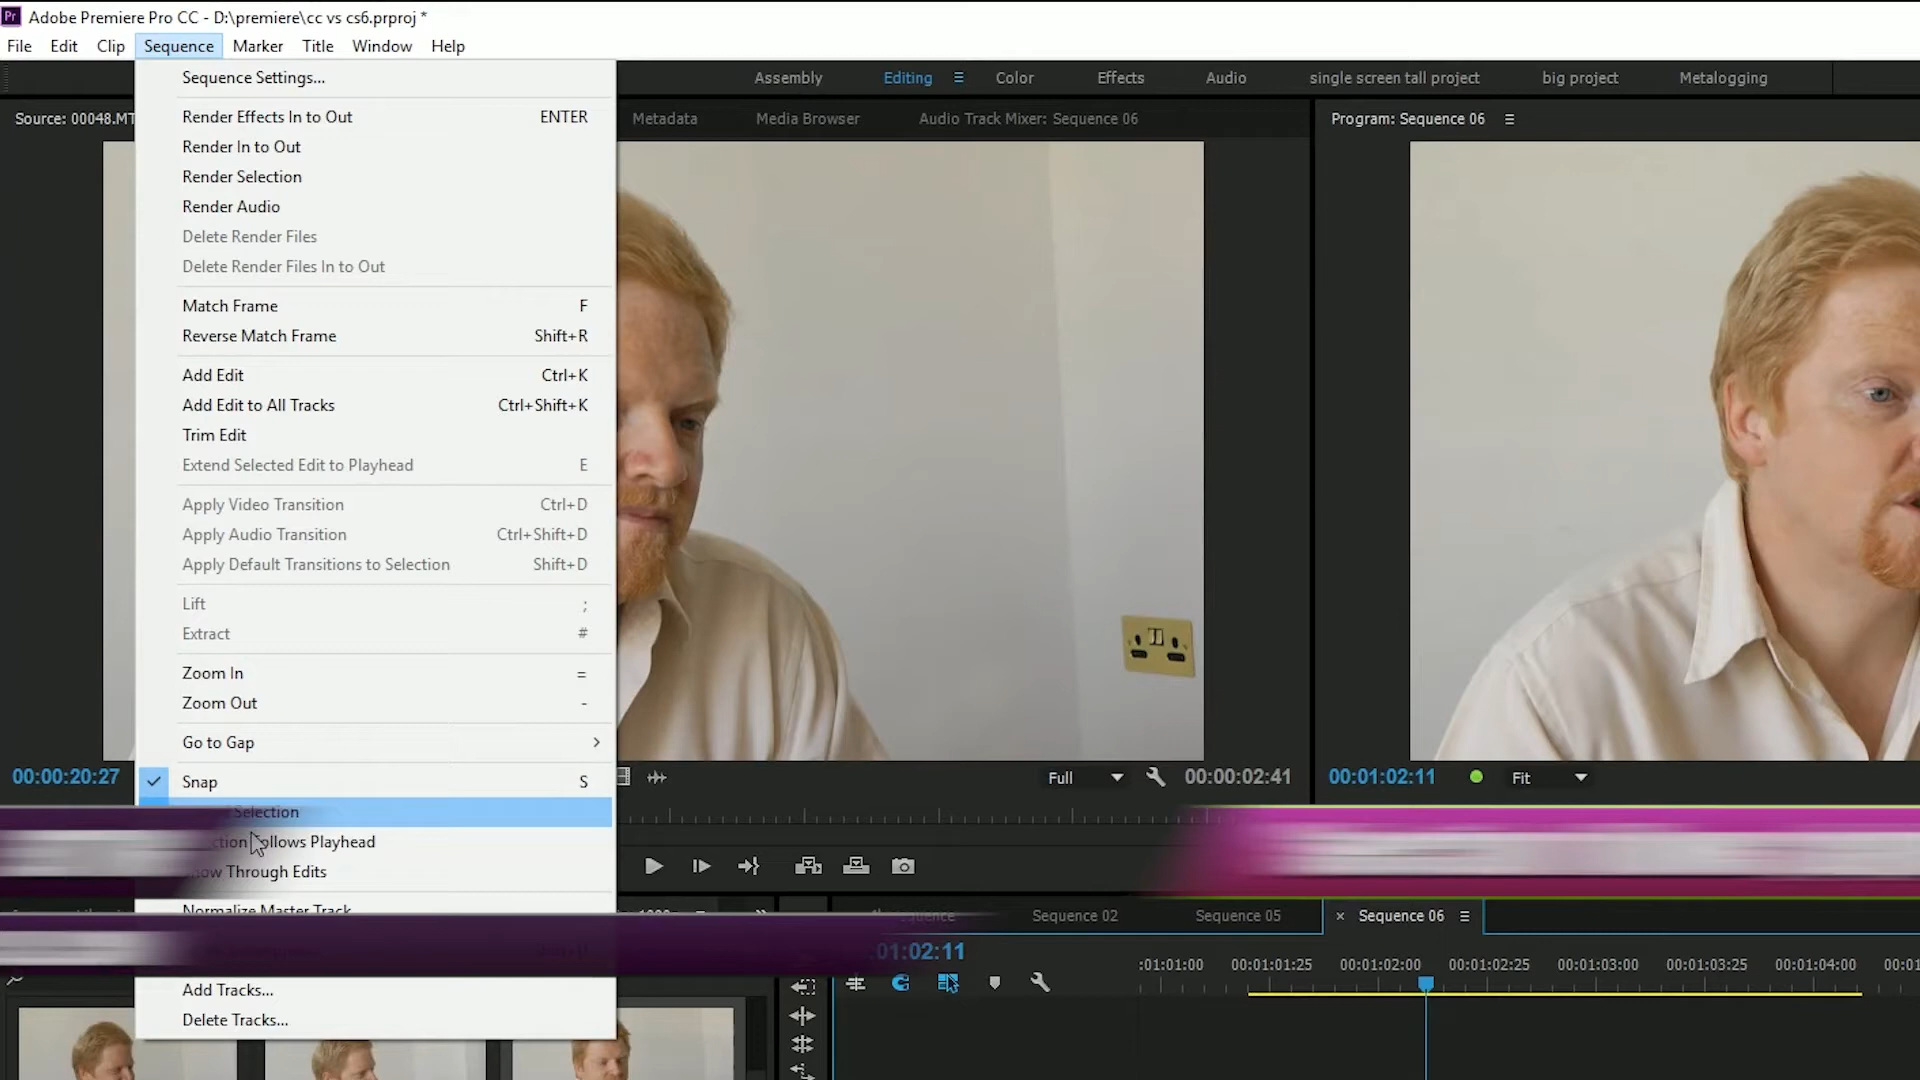 Adobe Premiere Pro CC - D:\premiere\cc vs cs6.prproj *
File Edit Clip Sequence Marker Title Window Help
Assembly Editing Color Effects Audio single screen tall project big project Metalogging
Source: 00048.MT
Metadata Media Browser Audio Track Mixer: Sequence 06
Program: Sequence 06
Sequence Settings...
Render Effects In to Out ENTER
Render In to Out
Render Selection
Render Audio
Delete Render Files
Delete Render Files In to Out
Match Frame F
Reverse Match Frame Shift+R
Add Edit Ctrl+K
Add Edit to All Tracks Ctrl+Shift+K
Trim Edit
Extend Selected Edit to Playhead E
Apply Video Transition Ctrl+D
Apply Audio Transition Ctrl+Shift+D
Apply Default Transitions to Selection Shift+D
Lift ;
Extract #
Zoom In =
Zoom Out -
Go to Gap
Snap S
Selection
Follows Playhead
Through Edits
Normalize Master Track
Add Tracks...
Delete Tracks...
00:00:20:27
Full
00:00:02:41
00:01:02:11
Fit
Sequence 02 Sequence 05 × Sequence 06
:01:02:11
:01:01:00 00:01:01:25 00:01:02:00 00:01:02:25 00:01:03:00 00:01:03:25 00:01:04:00 00:01